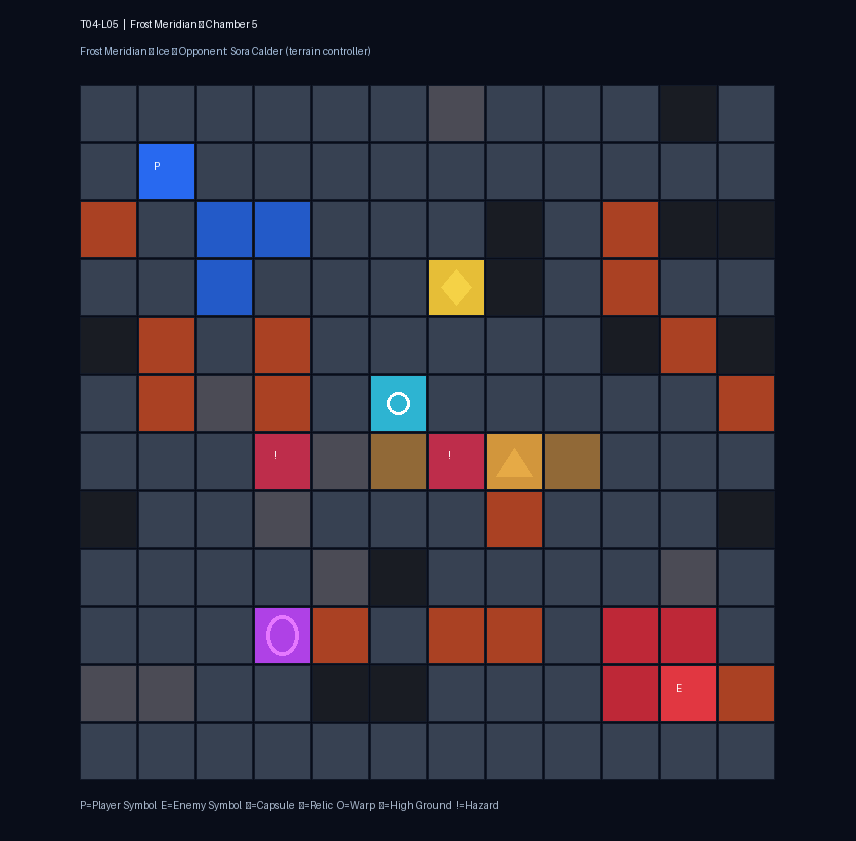 T04-L05 | Frost Meridian □ Chamber 5
Frost Meridian □ Ice □ Opponent: Sora Calder (terrain controller)
P
!
!
E
P=Player Symbol E=Enemy Symbol □=Capsule □=Relic O=Warp □=High Ground !=Hazard